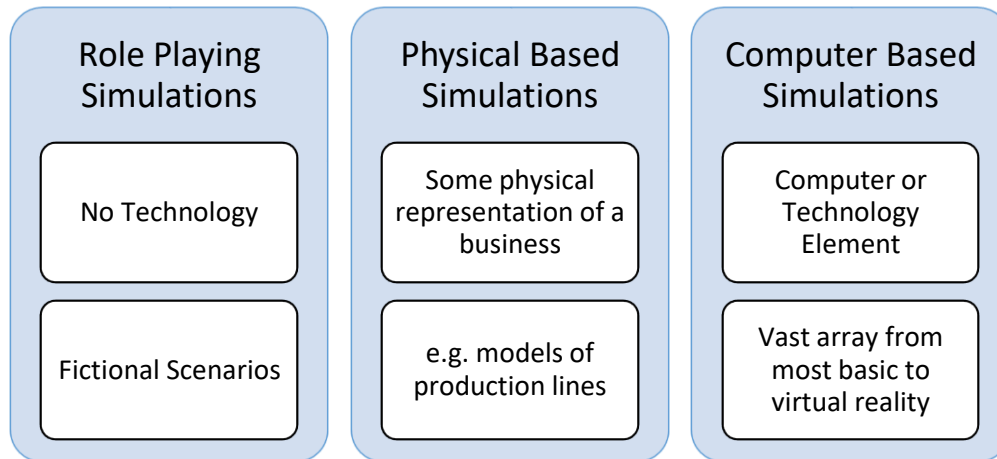 Role Playing
Simulations
No Technology
Fictional Scenarios
Physical Based
Simulations
Some physical
representation of a
business
e.g. models of
production lines
Computer Based
Simulations
Computer or
Technology
Element
Vast array from
most basic to
virtual reality